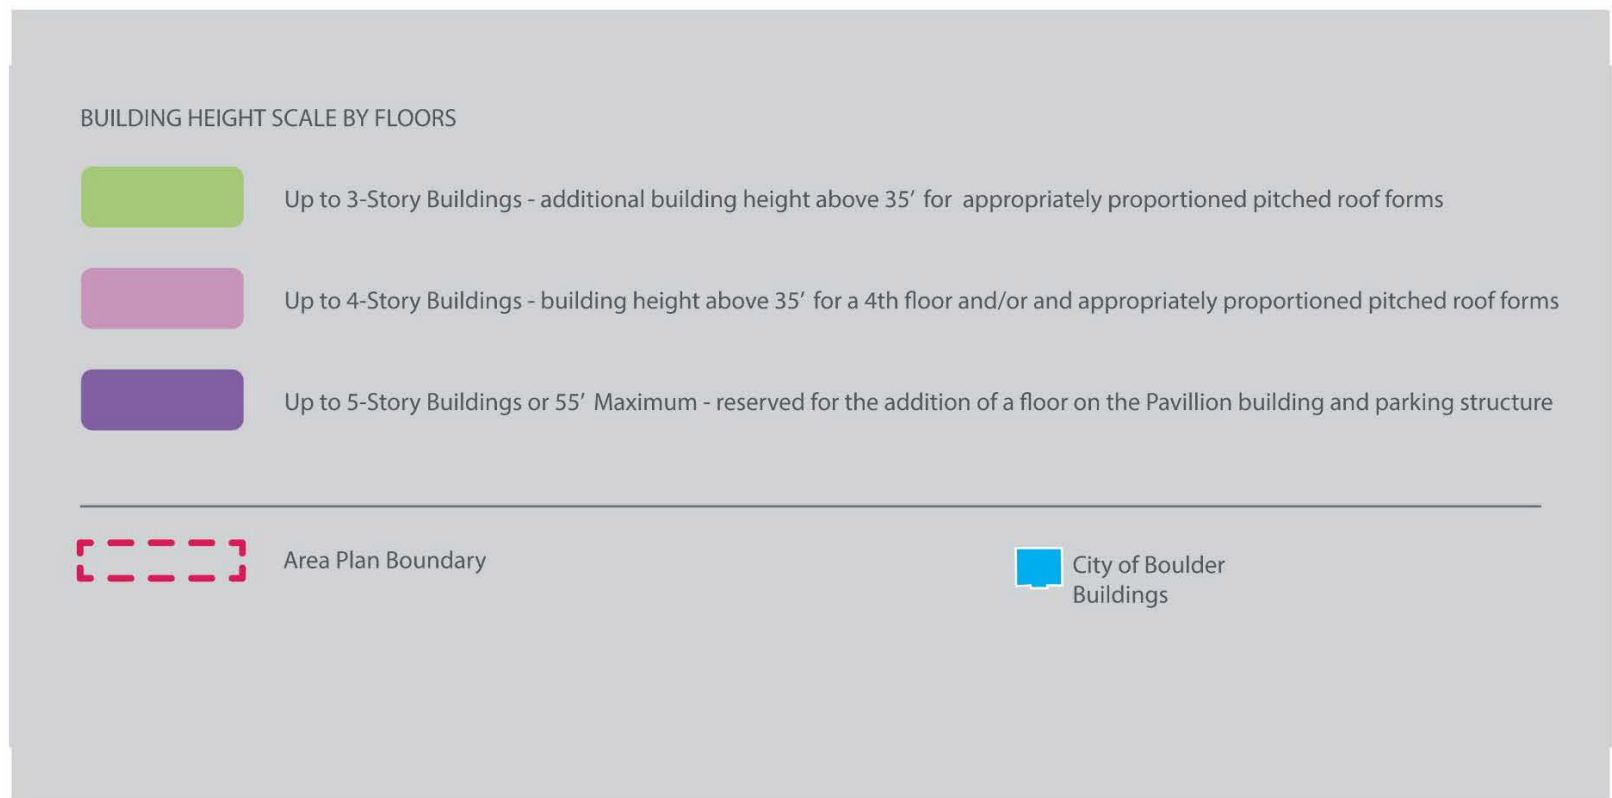 BUILDING HEIGHT SCALE BY FLOORS
Up to 3-Story Buildings - additional building height above 35′ for appropriately proportioned pitched roof forms
Up to 4-Story Buildings - building height above 35′ for a 4th floor and/or and appropriately proportioned pitched roof forms
Up to 5-Story Buildings or 55′ Maximum - reserved for the addition of a floor on the Pavillion building and parking structure
Area Plan Boundary
City of Boulder
Buildings